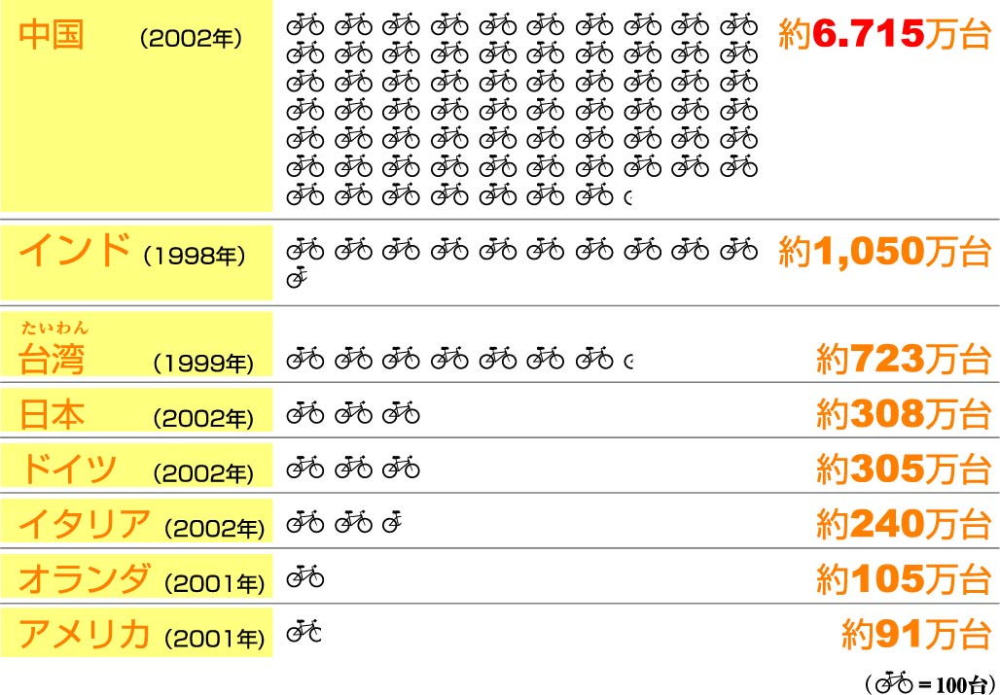 中国 (2002年) 約6.715万台
インド (1998年) 約1,050万台
たいわん
台湾 (1999年) 約723万台
日本 (2002年) 約308万台
ドイツ (2002年) 約305万台
イタリア (2002年) 約240万台
オランダ (2001年) 約105万台
アメリカ (2001年) 約91万台
(=100台)